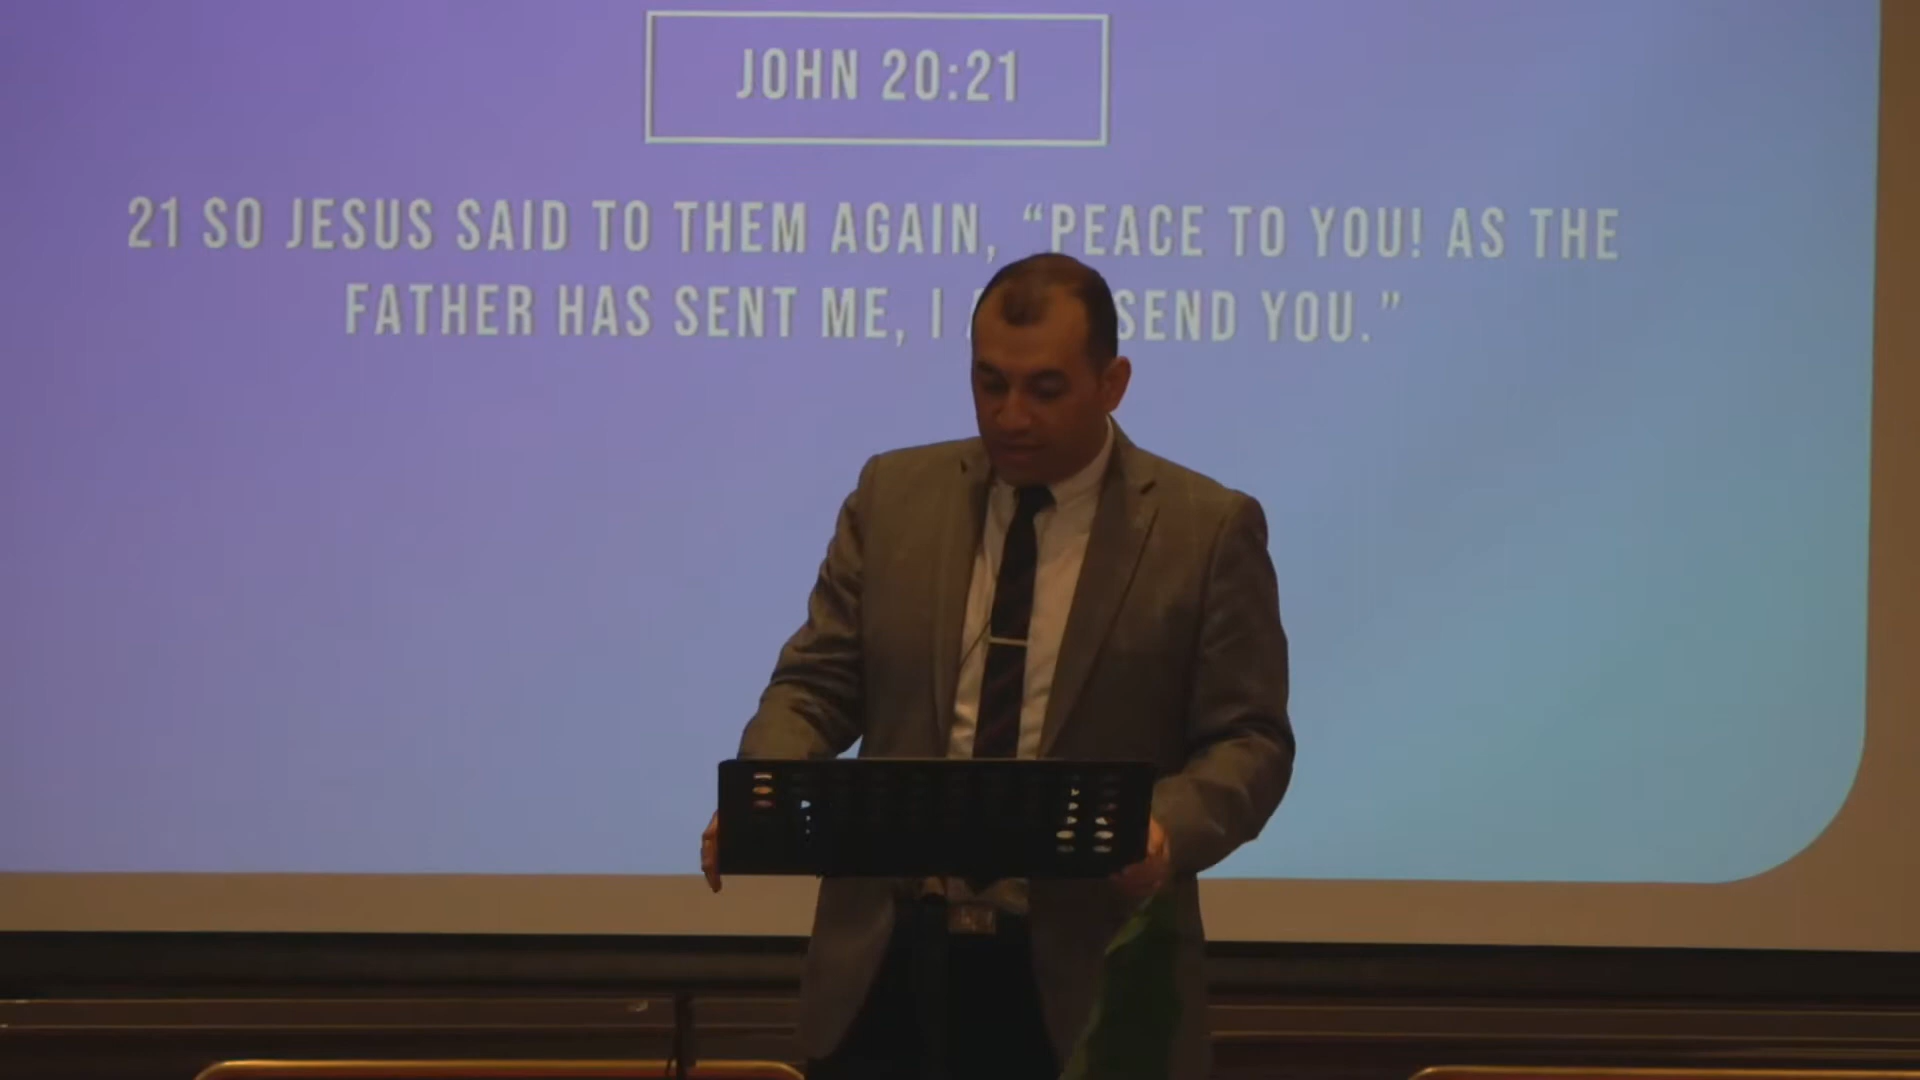 JOHN 20:21
21 SO JESUS SAID TO THEM AGAIN, “PEACE TO YOU! AS THE
FATHER HAS SENT ME, I SEND YOU.”